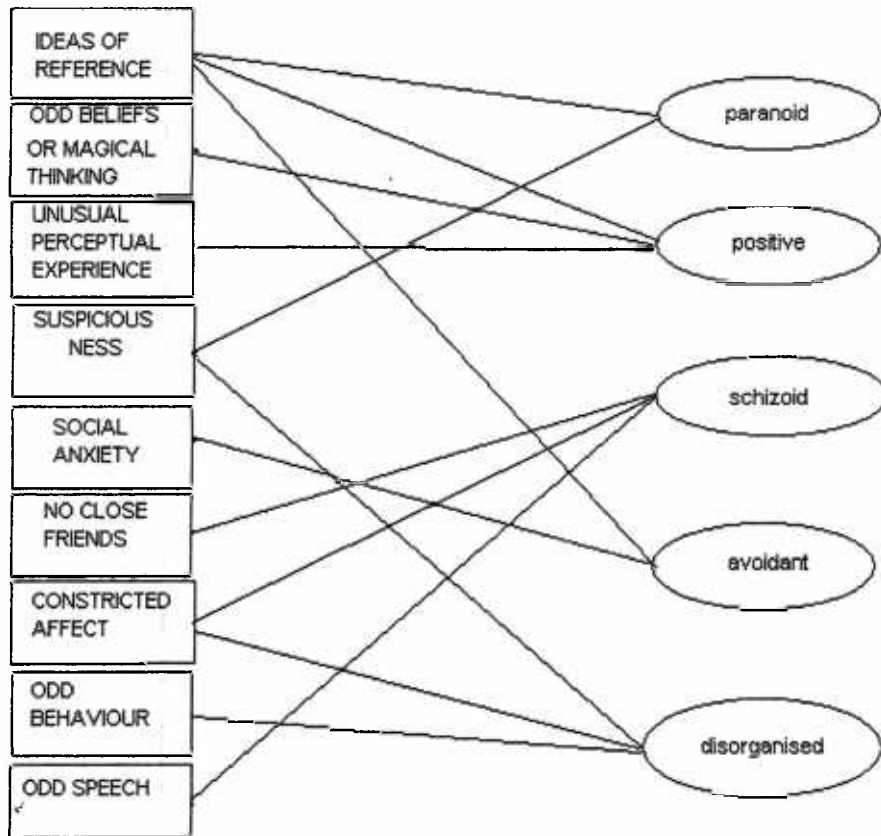 IDEAS OF
REFERENCE
ODD BELIEFS
OR MAGICAL
THINKING
UNUSUAL
PERCEPTUAL
EXPERIENCE
SUSPICIOUS
NESS
SOCIAL
ANXIETY
NO CLOSE
FRIENDS
CONSTRICTED
AFFECT
ODD
BEHAVIOUR
ODD SPEECH
paranoid
positive
schizoid
avoidant
disorganised